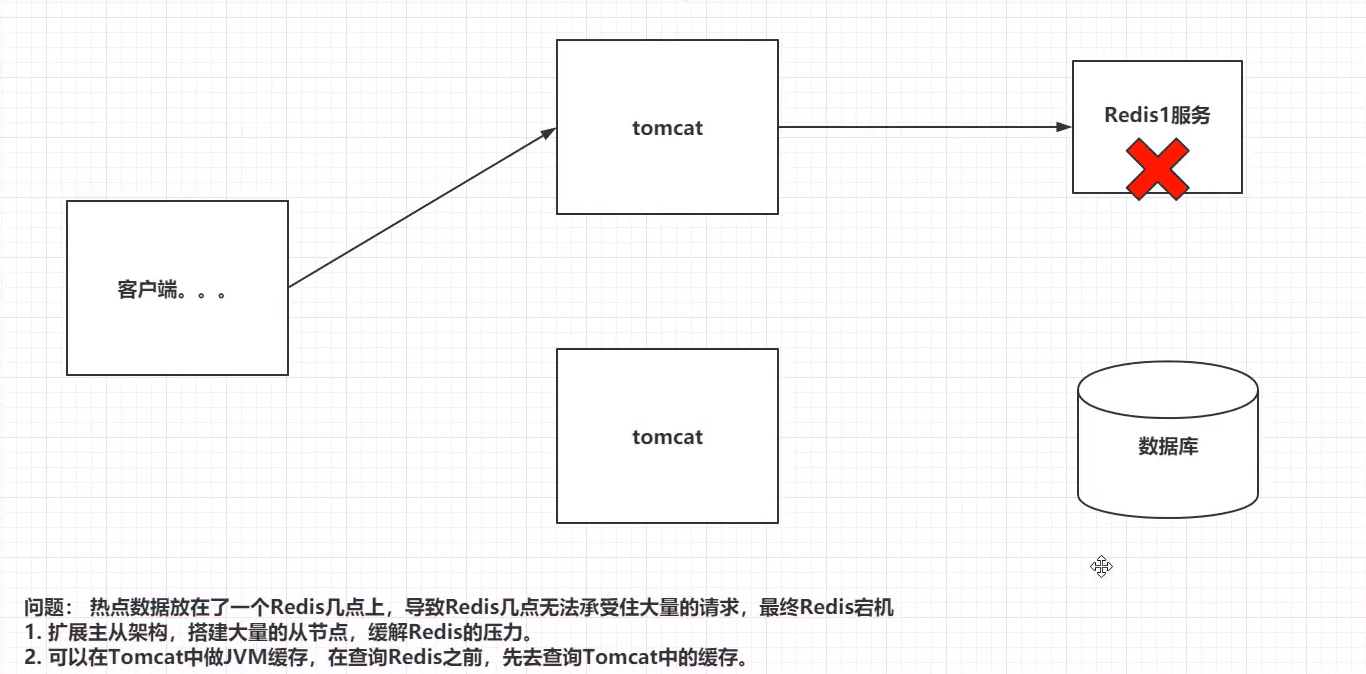 tomcat
Redis1服务
客户端。。。
tomcat
数据库
问题： 热点数据放在了一个Redis几点上，导致Redis几点无法承受住大量的请求，最终Redis宕机
1. 扩展主从架构，搭建大量的从节点，缓解Redis的压力。
2. 可以在Tomcat中做JVM缓存，在查询Redis之前，先去查询Tomcat中的缓存。